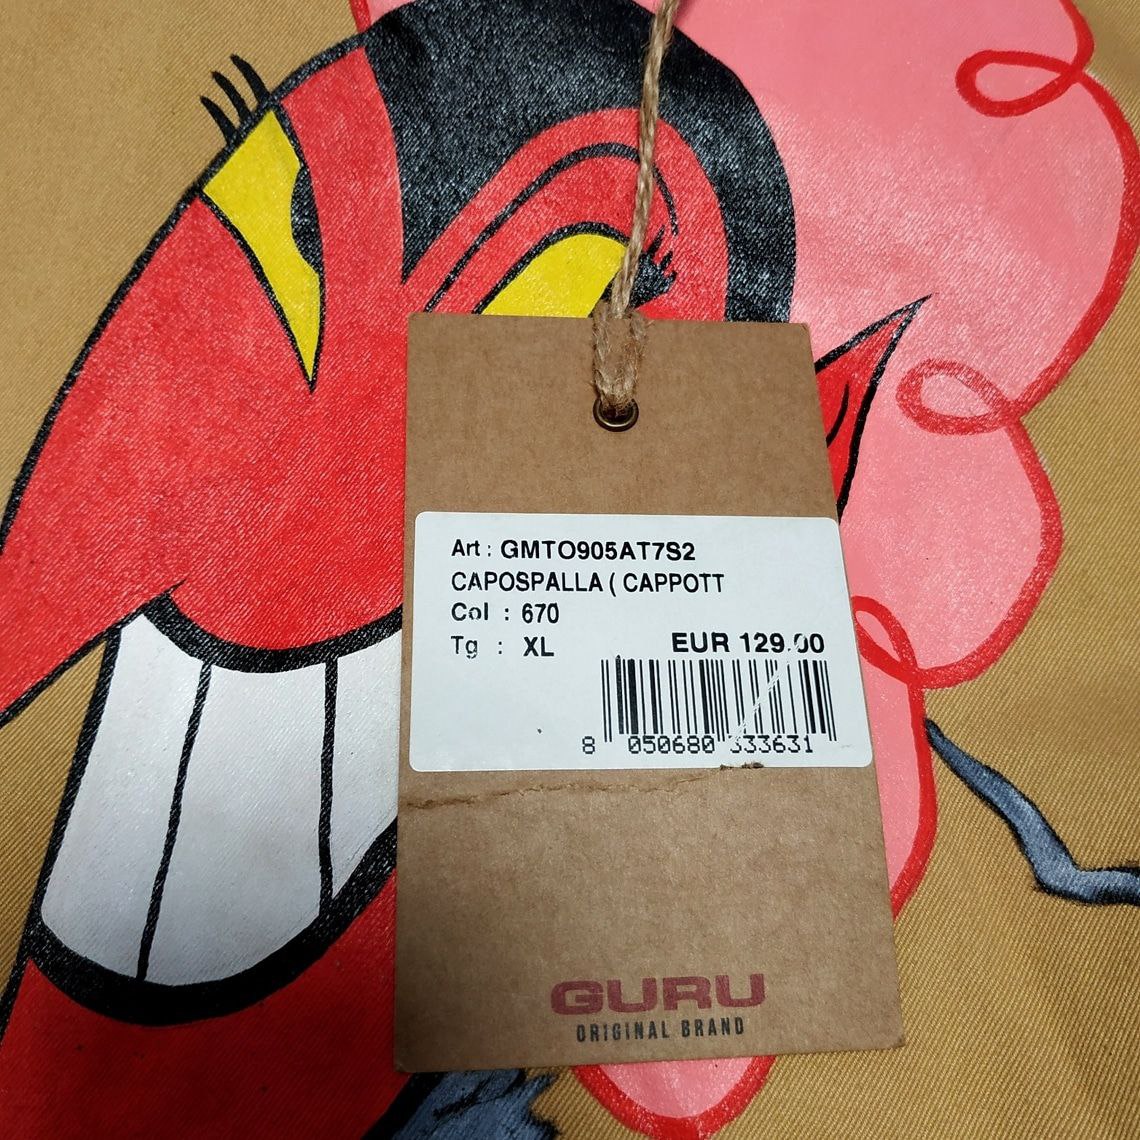 Art : GMTO905AT7S2
CAPOSPALLA ( CAPPOTT
Col : 670
Tg : XL EUR 129.00
8 050680 333631
GURU
ORIGINAL BRAND